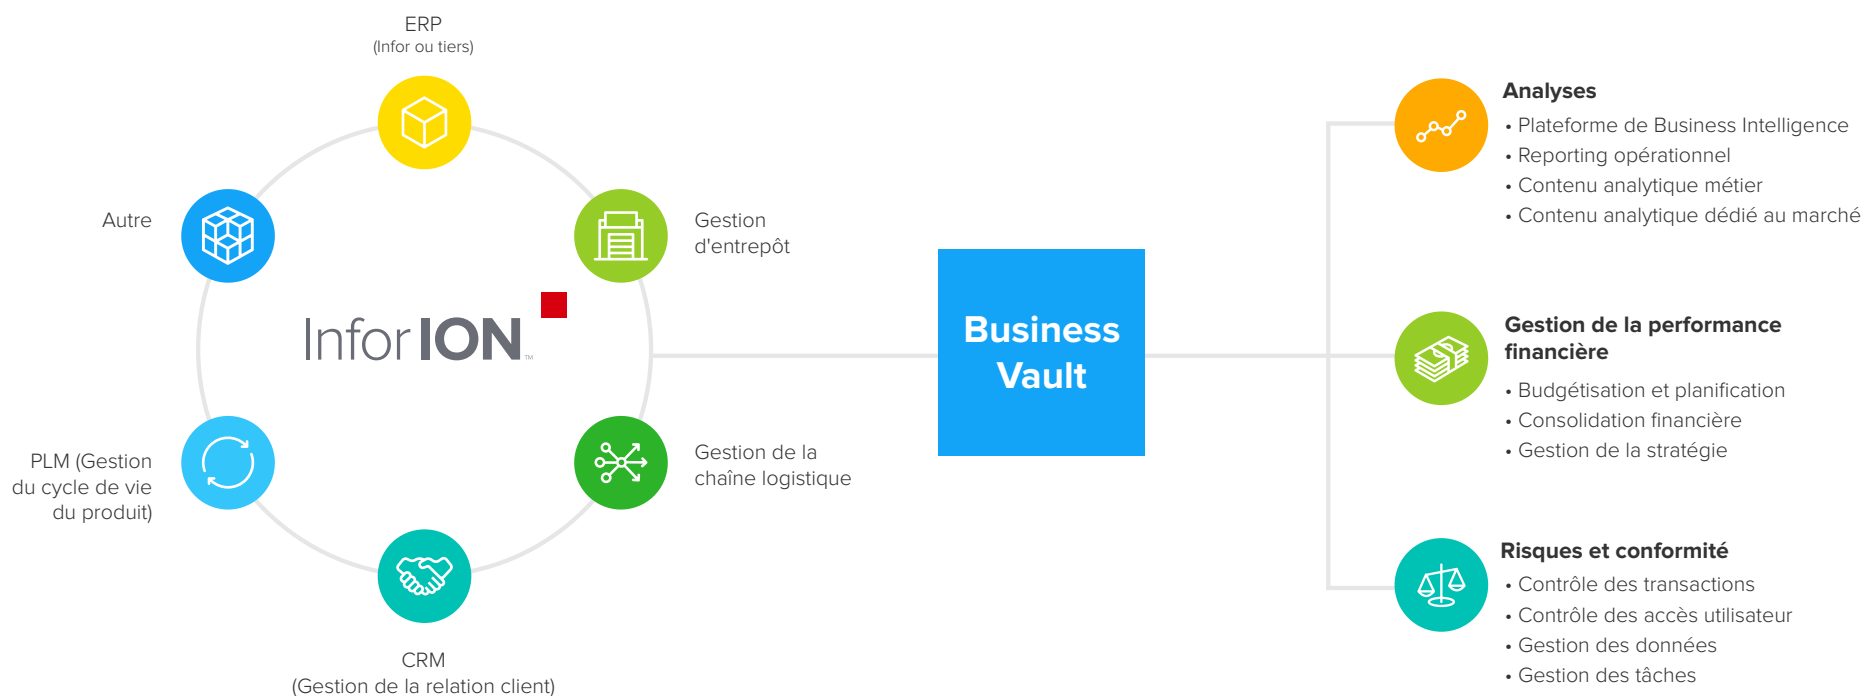 ERP
(Infor ou tiers)
Autre
Gestion
d'entrepôt
Infor ION™
PLM (Gestion
du cycle de vie
du produit)
Gestion de la
chaîne logistique
CRM
(Gestion de la relation client)
Business
Vault
Analyses
• Plateforme de Business Intelligence
• Reporting opérationnel
• Contenu analytique métier
• Contenu analytique dédié au marché
Gestion de la performance
financière
• Budgétisation et planification
• Consolidation financière
• Gestion de la stratégie
Risques et conformité
• Contrôle des transactions
• Contrôle des accès utilisateur
• Gestion des données
• Gestion des tâches